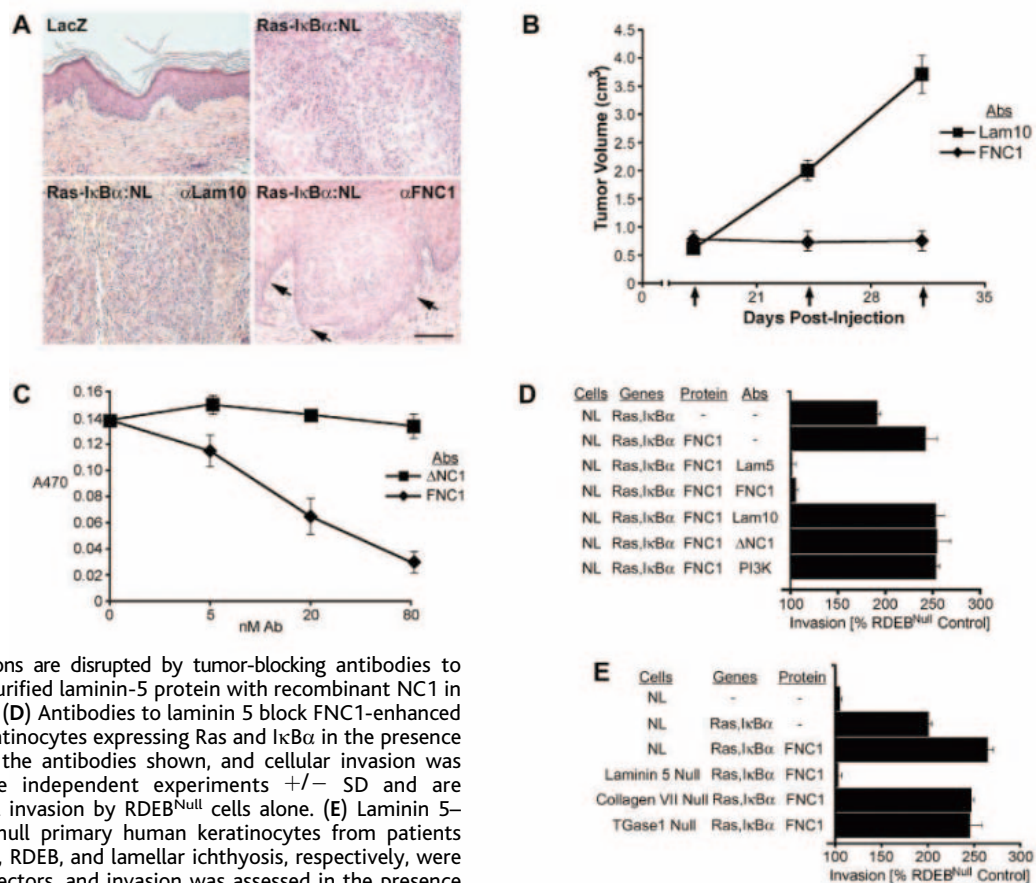 A
LacZ
Ras-IκBα:NL
Ras-IκBα:NL αLam10
Ras-IκBα:NL αFNC1
B
Tumor Volume (cm3)
4.5
4.0
3.5
3.0
2.5
2.0
1.5
1.0
0.5
0
0 21 28 35
Days Post-Injection
Abs
Lam10
FNC1
C
A470
0.16
0.14
0.12
0.10
0.08
0.06
0.04
0.02
0
0 5 20 80
nM Ab
Abs
ΔNC1
FNC1
D
Cells Genes Protein Abs
NL Ras,IκBα - -
NL Ras,IκBα FNC1 -
NL Ras,IκBα FNC1 Lam5
NL Ras,IκBα FNC1 FNC1
NL Ras,IκBα FNC1 Lam10
NL Ras,IκBα FNC1 ΔNC1
NL Ras,IκBα FNC1 PI3K
100 150 200 250 300
Invasion [% RDEBNull Control]
ons are disrupted by tumor-blocking antibodies to
urified laminin-5 protein with recombinant NC1 in
(D) Antibodies to laminin 5 block FNC1-enhanced
atinocytes expressing Ras and IκBα in the presence
the antibodies shown, and cellular invasion was
e independent experiments +/− SD and are
invasion by RDEBNull cells alone. (E) Laminin 5–
null primary human keratinocytes from patients
, RDEB, and lamellar ichthyosis, respectively, were
ectors, and invasion was assessed in the presence
E
Cells Genes Protein
NL - -
NL Ras,IκBα -
NL Ras,IκBα FNC1
Laminin 5 Null Ras,IκBα FNC1
Collagen VII Null Ras,IκBα FNC1
TGase1 Null Ras,IκBα FNC1
100 150 200 250 300
Invasion [% RDEBNull Control]